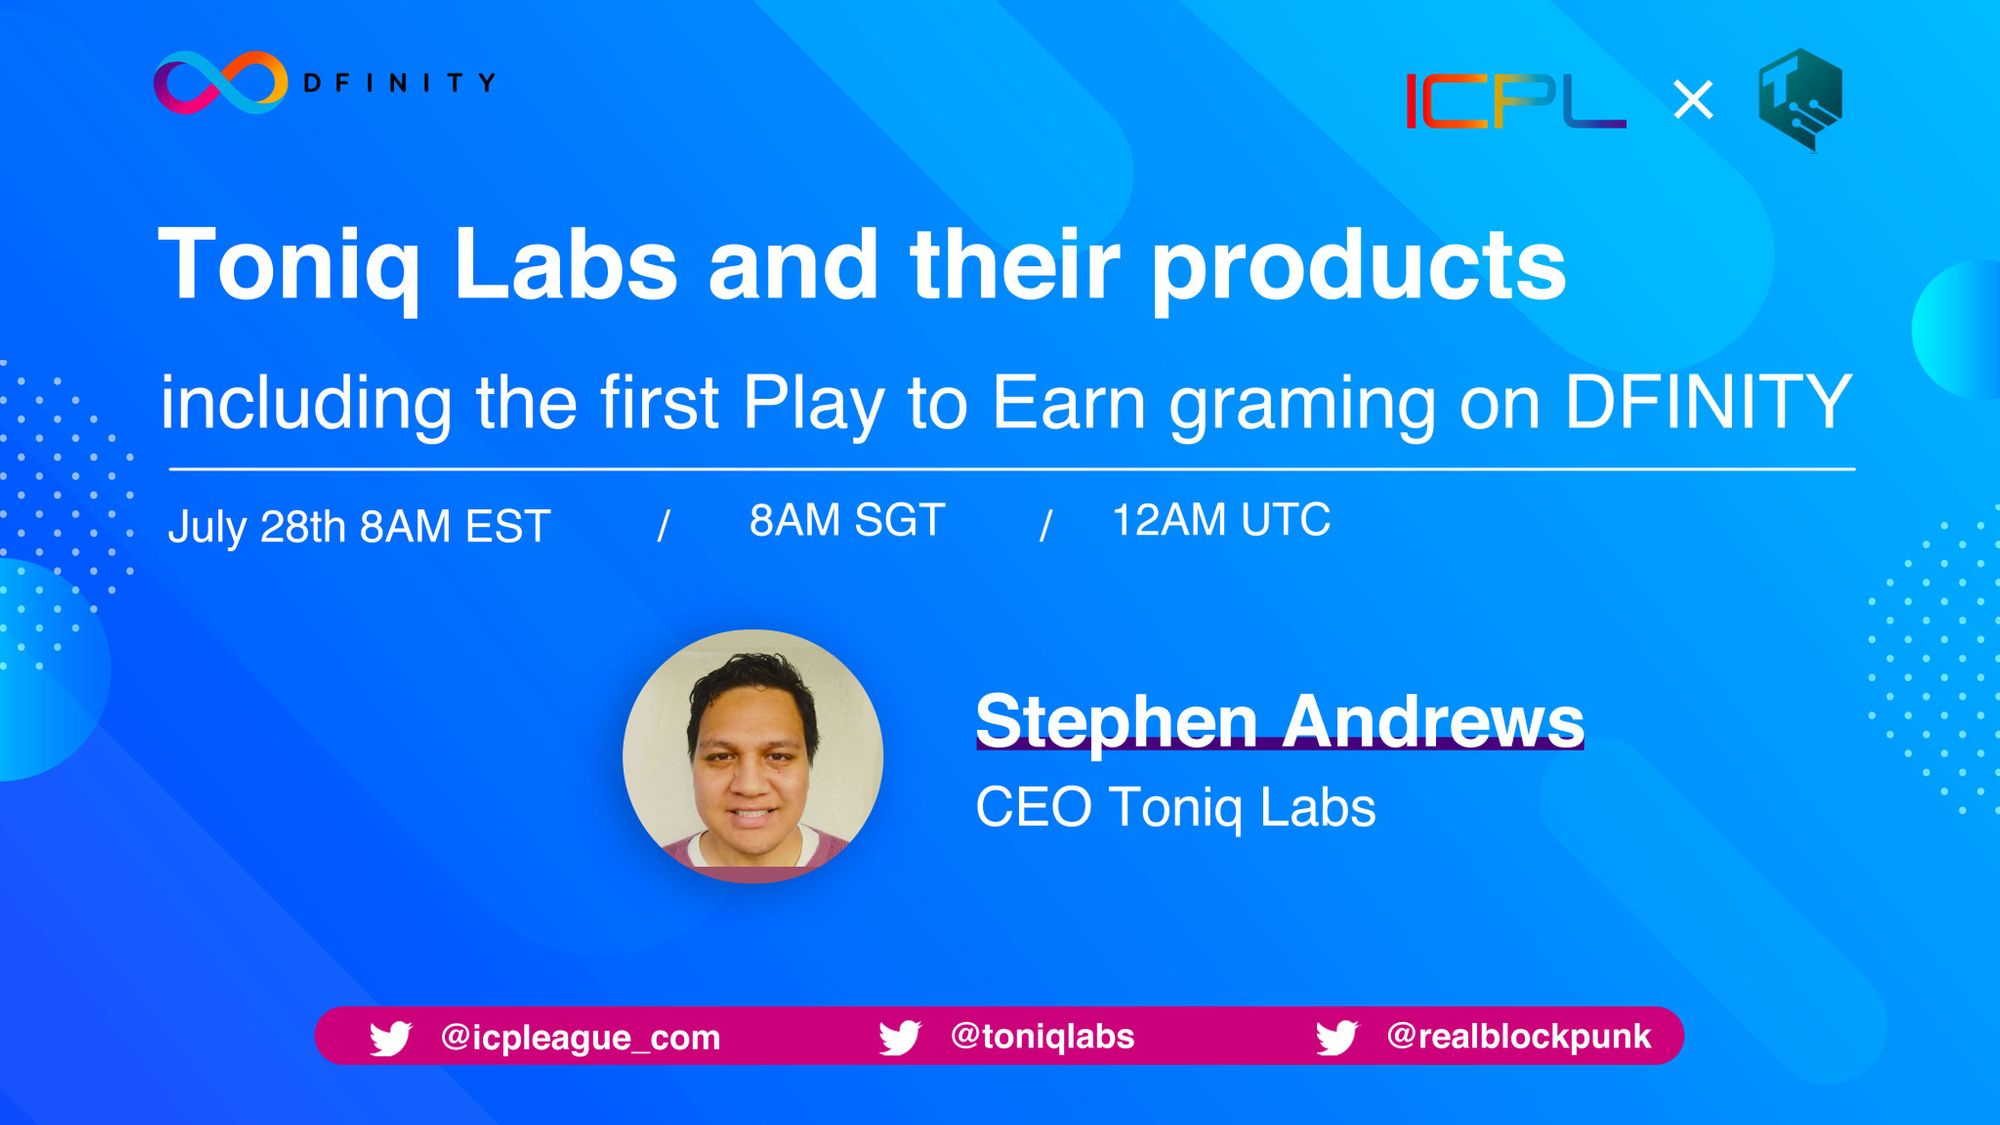 DFINITY
ICPL × T
Toniq Labs and their products
including the first Play to Earn graming on DFINITY
July 28th 8AM EST / 8AM SGT / 12AM UTC
Stephen Andrews
CEO Toniq Labs
@icpleague_com @toniqlabs @realblockpunk